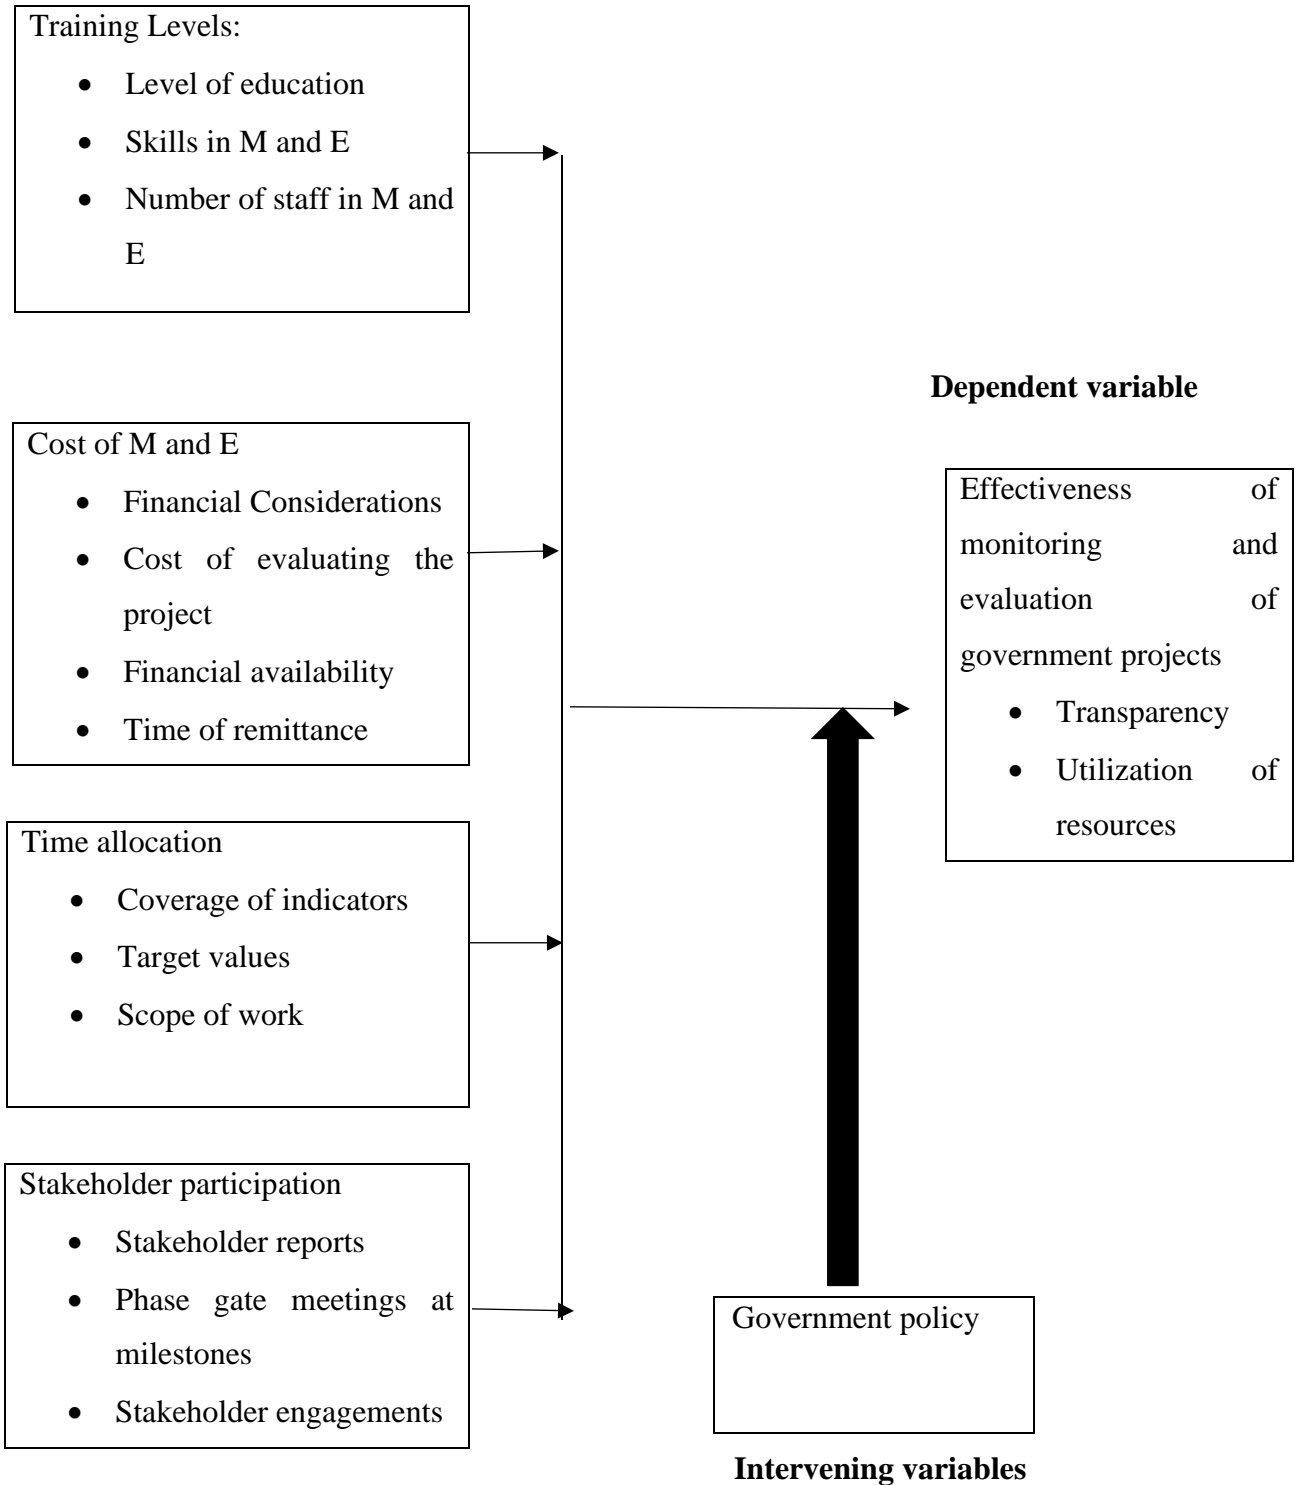 Training Levels:
• Level of education
• Skills in M and E
• Number of staff in M and
E
Cost of M and E
• Financial Considerations
• Cost of evaluating the
project
• Financial availability
• Time of remittance
Time allocation
• Coverage of indicators
• Target values
• Scope of work
Stakeholder participation
• Stakeholder reports
• Phase gate meetings at
milestones
• Stakeholder engagements
Dependent variable
Effectiveness of
monitoring and
evaluation of
government projects
• Transparency
• Utilization of
resources
Government policy
Intervening variables